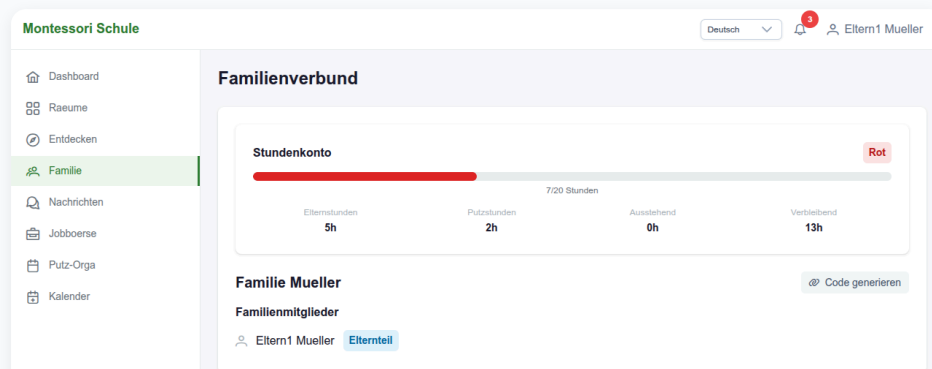 Montessori Schule
Deutsch
3
Eltern1 Mueller
Dashboard
Raeume
Entdecken
Familie
Nachrichten
Jobboerse
Putz-Orga
Kalender
Familienverbund
Stundenkonto
Rot
7/20 Stunden
Elternstunden Putzstunden Ausstehend Verbleibend
5h 2h 0h 13h
Familie Mueller
Code generieren
Familienmitglieder
Eltern1 Mueller Elternteil